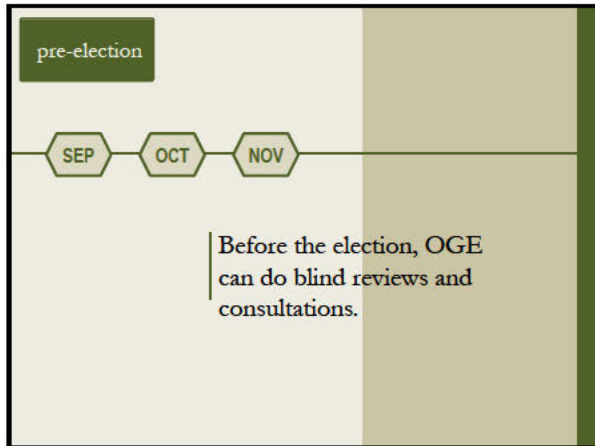 pre-election
SEP OCT NOV
Before the election, OGE
can do blind reviews and
consultations.